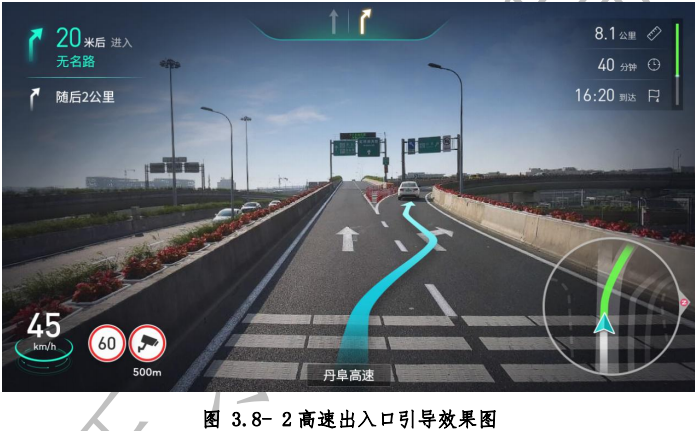 20 米后 进入
无名路
随后2公里
8.1 公里
40 分钟
16:20 到达
45
km/h
60
500m
丹阜高速
图 3.8- 2高速出入口引导效果图